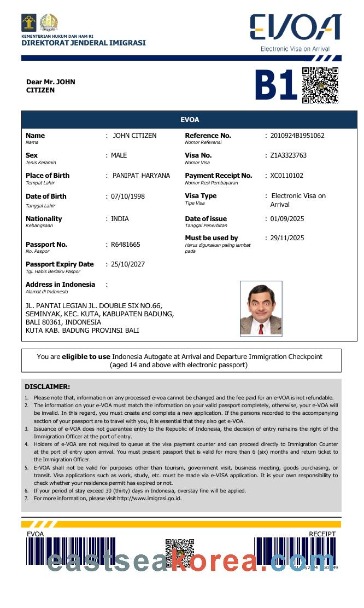 EVOA
KEMENTERIAN HUKUM DAN HAM RI
DIREKTORAT JENDERAL IMIGRASI
Electronic Visa on Arrival
Dear Mr. JOHN
CITIZEN
B1
EVOA
Name : JOHN CITIZEN Reference No. : 201092481951062
Nama Nomor Referensi
Sex : MALE Visa No. : Z1A3323763
Jenis Kelamin Nomor Visa
Place of Birth : PANIPAT HARYANA Payment Receipt No. : XC0110102
Tempat Lahir Nomor Resi Pembayaran
Date of Birth : 07/10/1998 Visa Type : Electronic Visa on
Tanggal Lahir Tipe Visa Arrival
Nationality : INDIA Date of issue : 01/09/2025
Kebangsaan Tanggal Penerbitan
Must be used by : 29/11/2025
Passport No. : R6481665 Harus digunakan paling lambat
No. Paspor pada
Passport Expiry Date : 25/10/2027
Tgl. Habis Berlaku Paspor
Address in Indonesia :
Alamat di Indonesia
JL. PANTAI LEGIAN JL. DOUBLE SIX NO.66,
SEMINYAK, KEC. KUTA, KABUPATEN BADUNG,
BALI 80361, INDONESIA
KUTA KAB. BADUNG PROVINSI BALI
You are eligible to use Indonesia Autogate at Arrival and Departure Immigration Checkpoint
(aged 14 and above with electronic passport)
DISCLAIMER:
1. Please note that, information on any processed e-voa cannot be changed and the fee paid for an e-VOA is not refundable.
2. The information on your e-VOA must match the information on your valid passport completely, otherwise, your e-VOA will
be invalid. In this regard, you must create and complete a new application. If the persons recorded to the accompanying
section of your passport are to travel with you, it is essential that they also get e-VOA.
3. Issuance of e-VOA does not guarantee entry to the Republic of Indonesia, the decision of entry remains the right of the
Immigration Officer at the port of entry.
4. Holders of e-VOA are not required to queue at the visa payment counter and can proceed directly to Immigration Counter
at the port of entry upon arrival. You must present passport that is valid for more than 6 (six) months and return ticket to
the Immigration Officer.
5. E-VOA shall not be valid for purposes other than tourism, government visit, business meeting, goods purchasing, or
transit. Visa applications such as work, study, etc. must be made via e-VISA application. It is your own responsibility to
check whether your residency permit has expired or not.
6. If your period of stay exceed 30 (thirty) days in Indonesia, overstay fine will be applied.
7. For more information, please visit http://www.imigrasi.go.id.
EVOA RECEIPT
eastseakorea.com